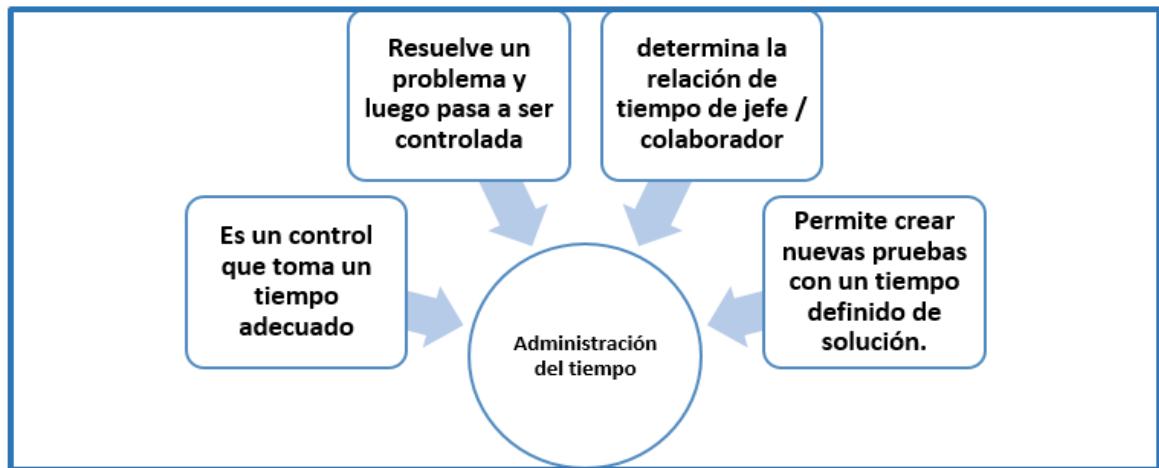 Resuelve un
problema y
luego pasa a ser
controlada
determina la
relación de
tiempo de jefe /
colaborador
Es un control
que toma un
tiempo
adecuado
Permite crear
nuevas pruebas
con un tiempo
definido de
solución.
Administración
del tiempo